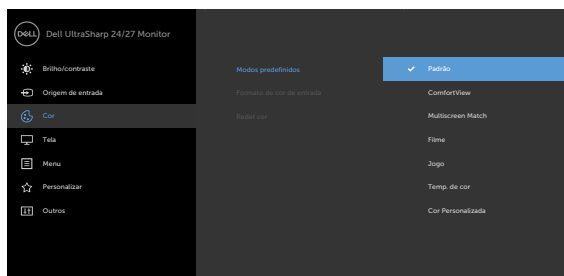 DELL Dell UltraSharp 24/27 Monitor
Brilho/contraste
Origem de entrada
Cor
Tela
Menu
Personalizar
Outros
Modos predefinidos
Formato de cor de entrada
Redef cor
Padrão
ComfortView
Multiscreen Match
Filme
Jogo
Temp. de cor
Cor Personalizada